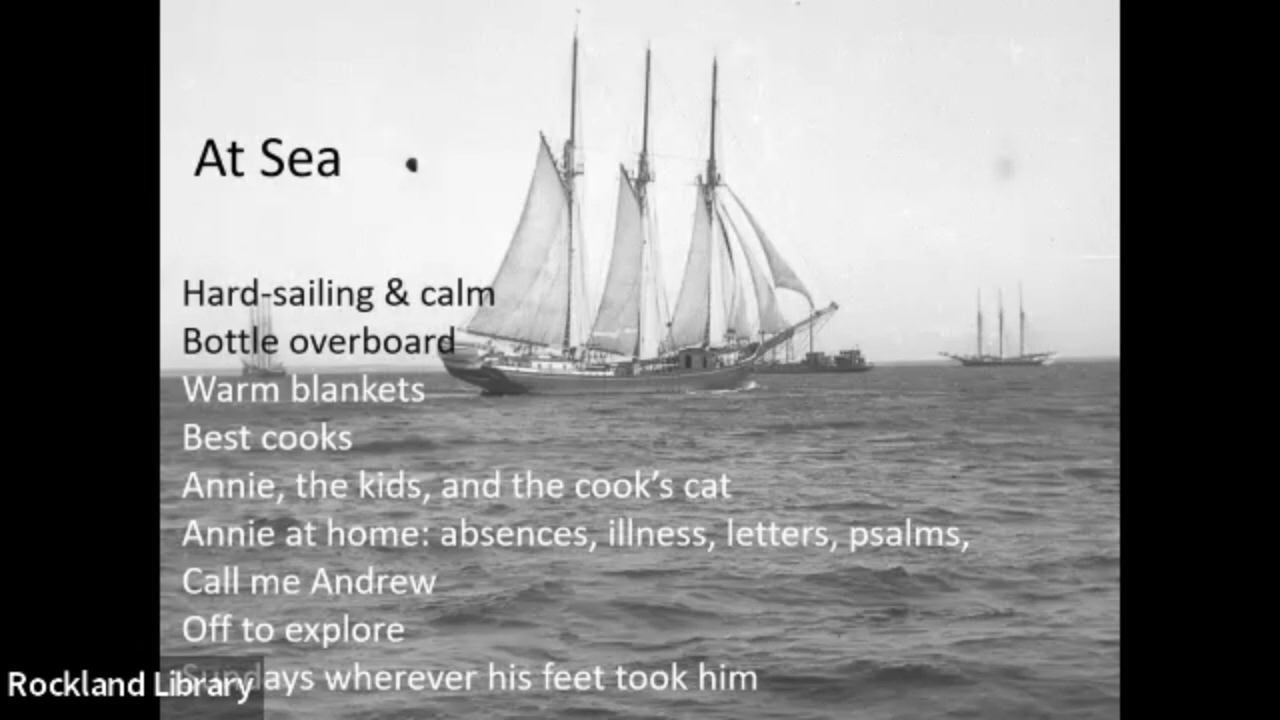 At Sea
Hard-sailing & calm
Bottle overboard
Warm blankets
Best cooks
Annie, the kids, and the cook’s cat
Annie at home: absences, illness, letters, psalms,
Call me Andrew
Off to explore
Sundays wherever his feet took him
Rockland Library